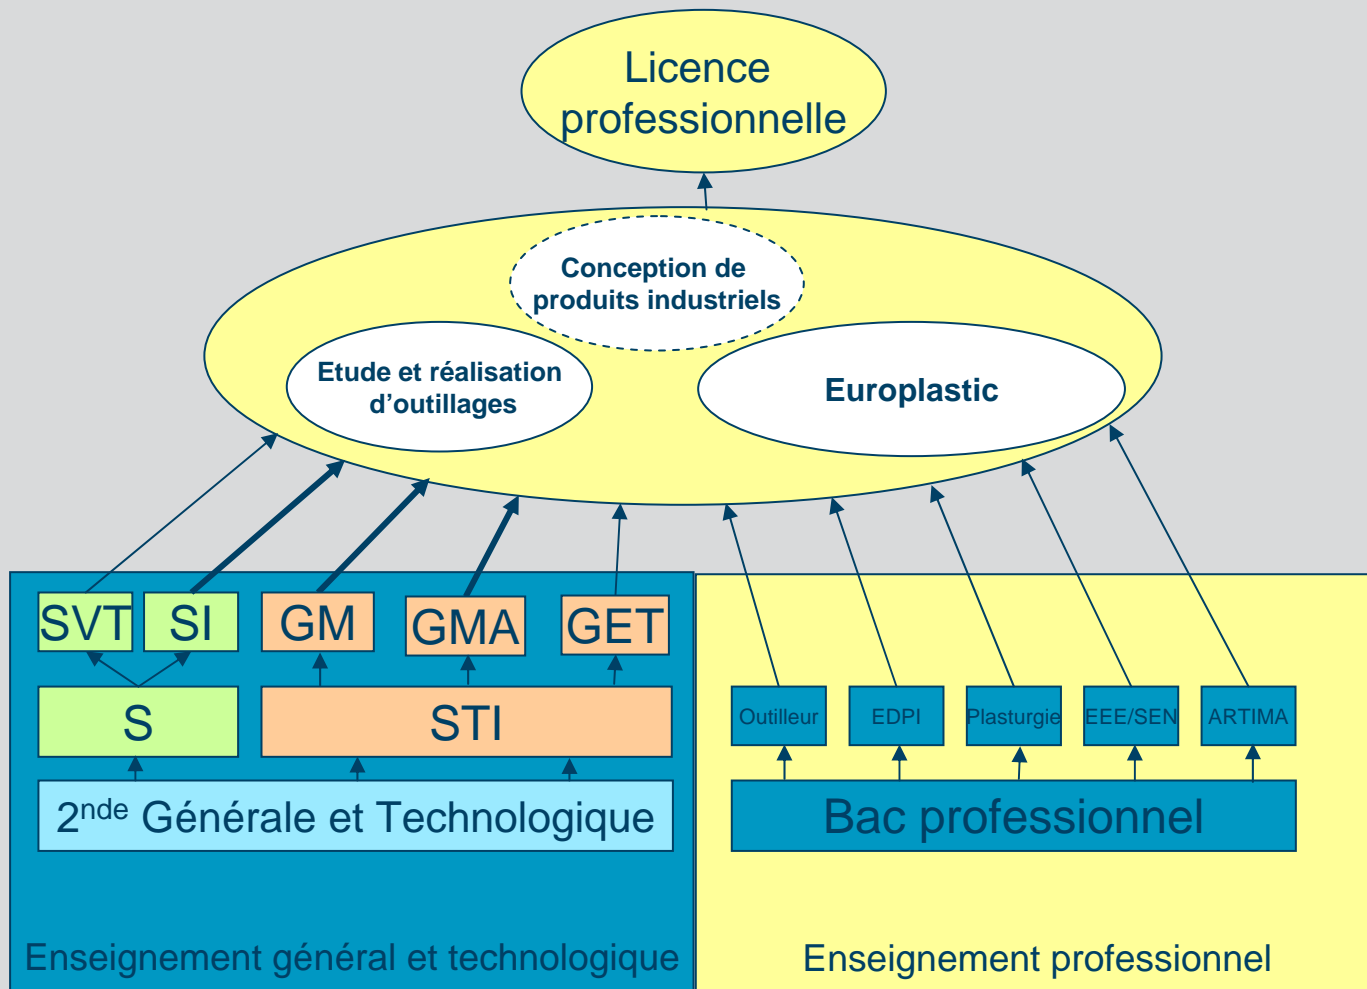 Licence
professionnelle
Conception de
produits industriels
Etude et réalisation
d'outillages
Europlastic
SVT
SI
GM
GMA
GET
S
STI
Outilleur
EDPI
Plasturgie
EEE/SEN
ARTIMA
2nde Générale et Technologique
Bac professionnel
Enseignement général et technologique
Enseignement professionnel